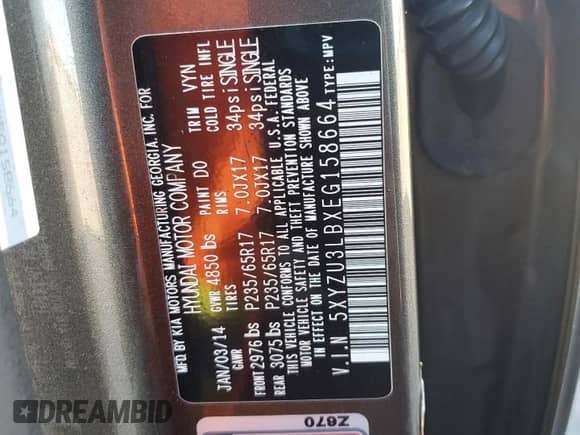 MFD.BY KIA MOTORS MANUFACTURING GEORGIA, INC. FOR
HYUNDAI MOTOR COMPANY
JAN/03/14 GVWR 4850 lbs PAINT DO TRIM VYN
GAWR TIRES RIMS COLD TIRE INFL
FRONT 2976 lbs P235/65R17 7.0JX17 34psi SINGLE
REAR 3075 lbs P235/65R17 7.0JX17 34psi SINGLE
THIS VEHICLE CONFORMS TO ALL APPLICABLE U.S.A. FEDERAL
MOTOR VEHICLE SAFETY AND THEFT PREVENTION STANDARDS
IN EFFECT ON THE DATE OF MANUFACTURE SHOWN ABOVE
V.I.N 5XYZU3LBXEG158664 TYPE:MPV
Z670
DREAMBID